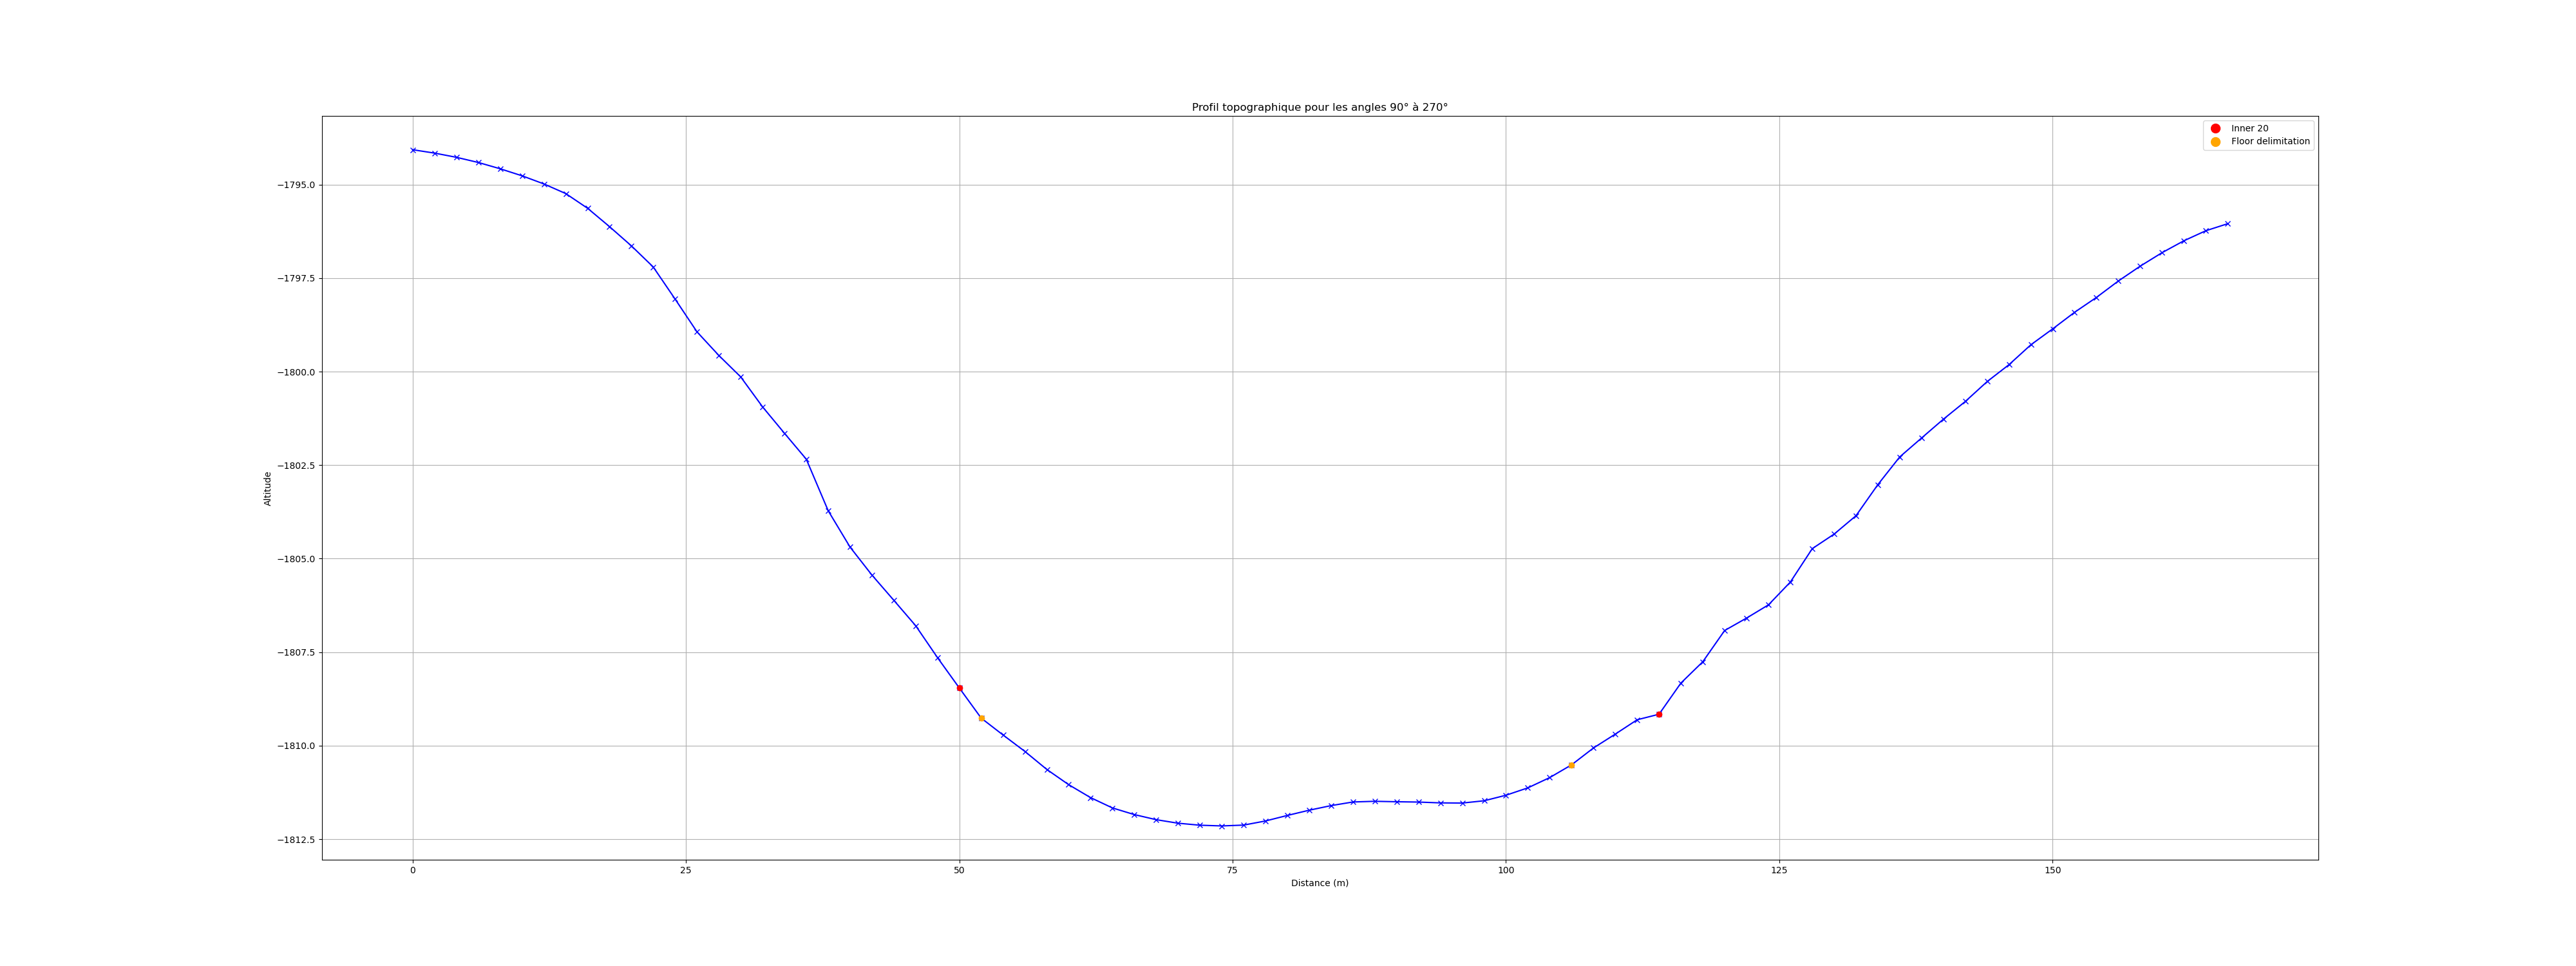 Profil topographique pour les angles 90° à 270°
Inner 20
Floor delimitation
−1795.0
−1797.5
−1800.0
−1802.5
−1805.0
−1807.5
−1810.0
−1812.5
Altitude
0 25 50 75 100 125 150
Distance (m)